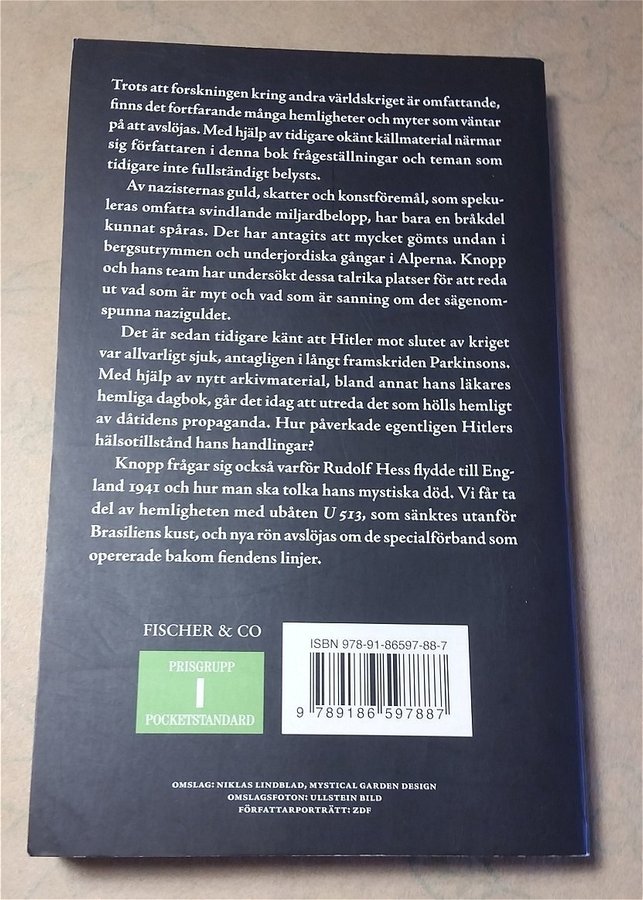 Trots att forskningen kring andra världskriget är omfattande,
finns det fortfarande många hemligheter och myter som väntar
på att avslöjas. Med hjälp av tidigare okänt källmaterial närmar
sig författaren i denna bok frågeställningar och teman som
tidigare inte fullständigt belysts.
Av nazisternas guld, skatter och konstföremål, som speku-
leras omfatta svindlande miljardbelopp, har bara en bråkdel
kunnat spåras. Det har antagits att mycket gömts undan i
bergsutrymmen och underjordiska gångar i Alperna. Knopp
och hans team har undersökt dessa talrika platser för att reda
ut vad som är myt och vad som är sanning om det sägenom-
spunna naziguldet.
Det är sedan tidigare känt att Hitler mot slutet av kriget
var allvarligt sjuk, antagligen i långt framskriden Parkinsons.
Med hjälp av nytt arkivmaterial, bland annat hans läkares
hemliga dagbok, går det idag att utreda det som hölls hemligt
av dåtidens propaganda. Hur påverkade egentligen Hitlers
hälsotillstånd hans handlingar?
Knopp frågar sig också varför Rudolf Hess flydde till Eng-
land 1941 och hur man ska tolka hans mystiska död. Vi får ta
del av hemligheten med ubåten U 513, som sänktes utanför
Brasiliens kust, och nya rön avslöjas om de specialförband som
opererade bakom fiendens linjer.
FISCHER & CO
PRISGRUPP
I
POCKETSTANDARD
ISBN 978-91-86597-88-7
9 789186 597887
OMSLAG: NIKLAS LINDBLAD, MYSTICAL GARDEN DESIGN
OMSLAGSFOTON: ULLSTEIN BILD
FÖRFATTARPORTRÄTT: ZDF